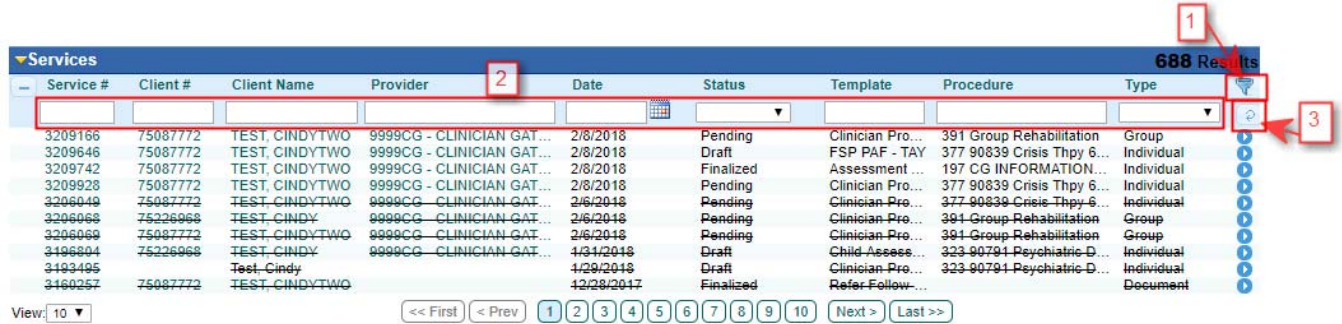 1
Services 688 Results
Service # Client # Client Name Provider Date Status Template Procedure Type
2
3
3209166 75087772 TEST, CINDYTWO 9999CG - CLINICIAN GAT... 2/8/2018 Pending Clinician Pro... 391 Group Rehabilitation Group
3209646 75087772 TEST, CINDYTWO 9999CG - CLINICIAN GAT... 2/8/2018 Draft FSP PAF - TAY 377 90839 Crisis Thpy 6... Individual
3209742 75087772 TEST, CINDYTWO 9999CG - CLINICIAN GAT... 2/8/2018 Finalized Assessment ... 197 CG INFORMATION... Individual
3209928 75087772 TEST, CINDYTWO 9999CG - CLINICIAN GAT... 2/8/2018 Pending Clinician Pro... 377 90839 Crisis Thpy 6... Individual
3206049 75087772 TEST, CINDYTWO 9999CG - CLINICIAN GAT... 2/6/2018 Pending Clinician Pro... 377 90839 Crisis Thpy 6... Individual
3206068 75226968 TEST, CINDY 9999CG - CLINICIAN GAT... 2/6/2018 Pending Clinician Pro... 391 Group Rehabilitation Group
3206069 75087772 TEST, CINDYTWO 9999CG - CLINICIAN GAT... 2/6/2018 Pending Clinician Pro... 391 Group Rehabilitation Group
3196804 75226968 TEST, CINDY 9999CG - CLINICIAN GAT... 1/31/2018 Draft Child Assess... 323 90791 Psychiatric D... Individual
3193495 Test, Cindy 1/29/2018 Draft Clinician Pro... 323 90791 Psychiatric D... Individual
3160257 75087772 TEST, CINDYTWO 12/28/2017 Finalized Refer Follow-... Document
View: 10 << First < Prev 1 2 3 4 5 6 7 8 9 10 Next > Last >>